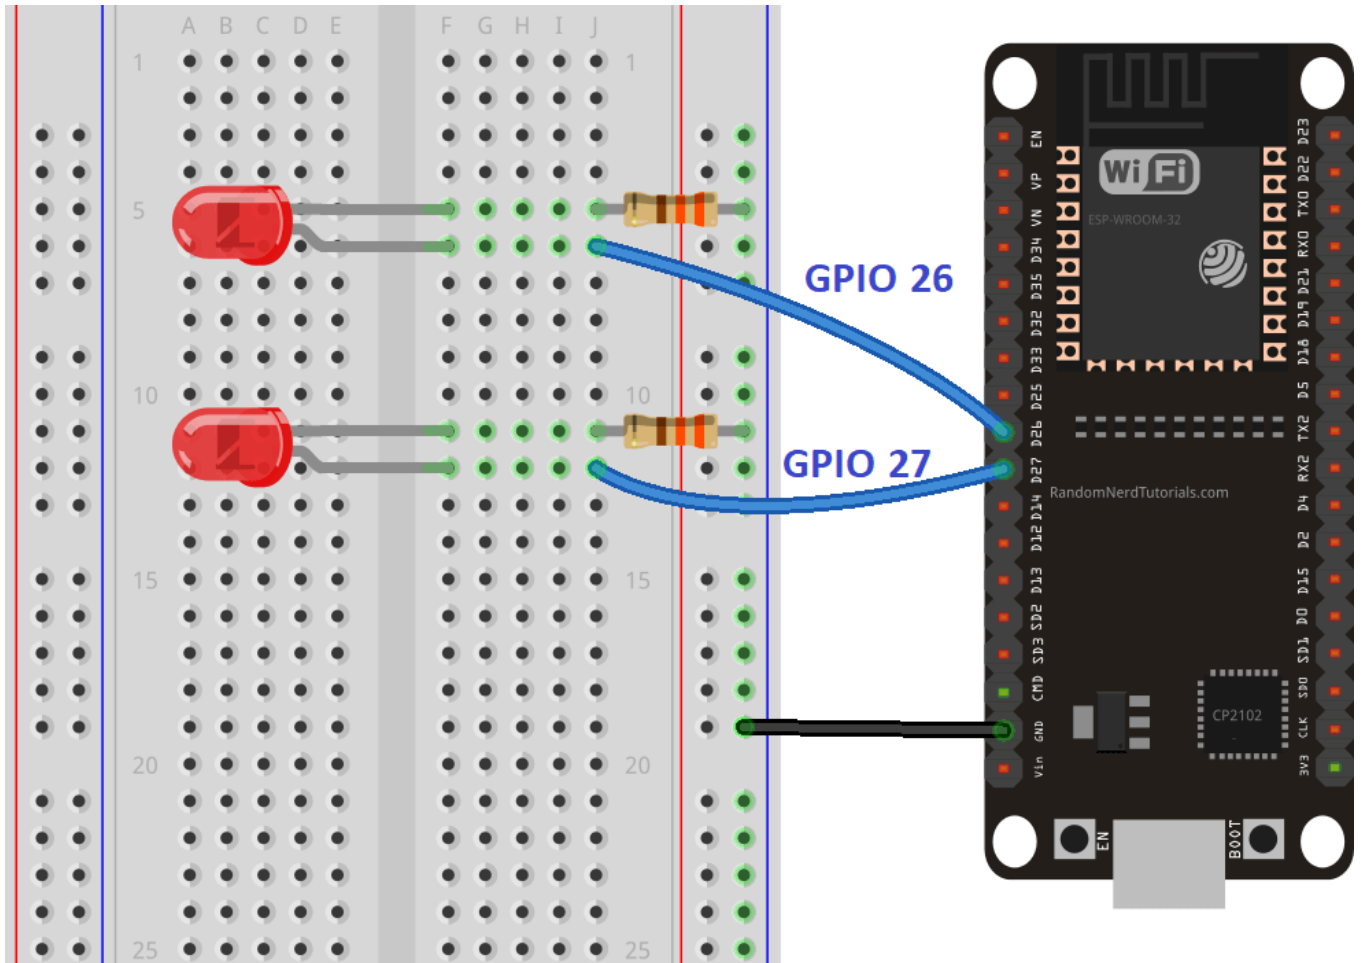 A B C D E F G H I J
1 1
5
10 10
15 15
20 20
25 25
GPIO 26
GPIO 27
WiFi
ESP-WROOM-32
RandomNerdTutorials.com
CP2102
EN
VP
VN
D34
D35
D32
D33
D25
D26
D27
D14
D12
D13
SD2
SD3
CMD
GND
Vin
D23
D22
TX0
RX0
D21
D19
D18
D5
TX2
RX2
D4
D2
D15
D0
SD1
SD0
CLK
3V3
EN
BOOT